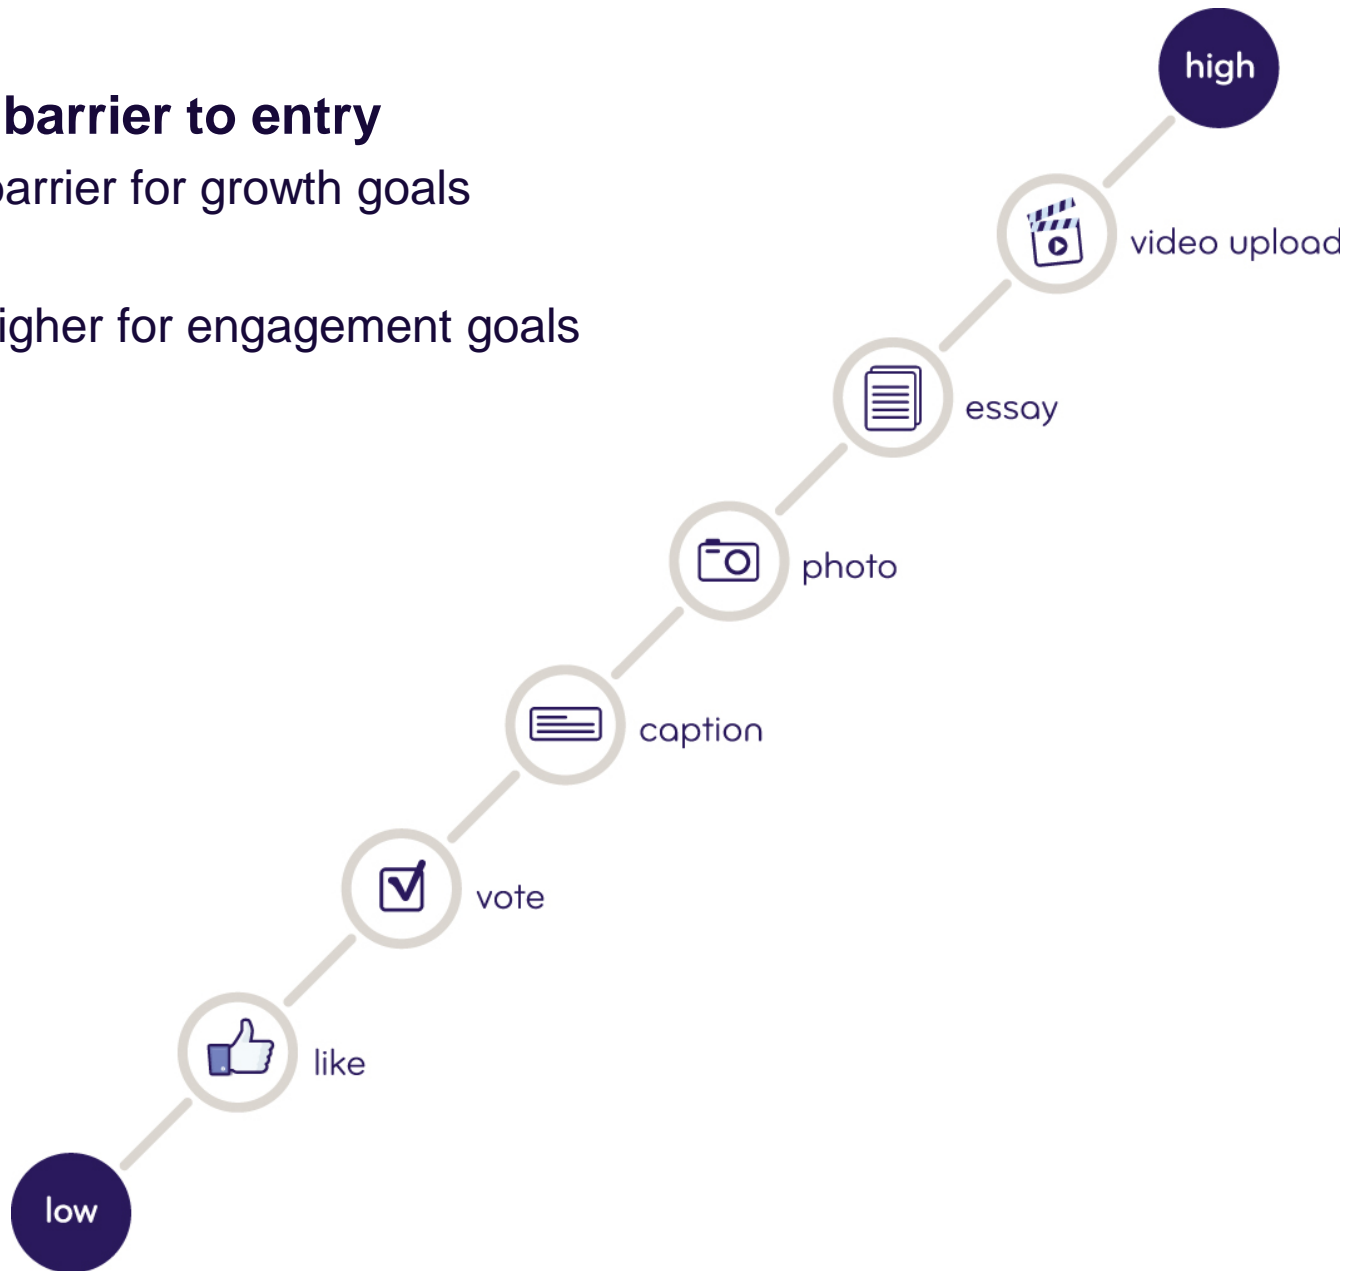 barrier to entry
barrier for growth goals
igher for engagement goals
high
video upload
essay
photo
caption
vote
like
low